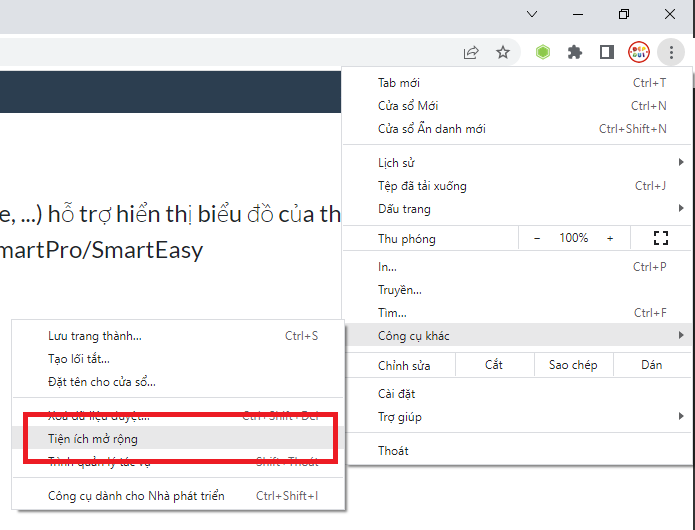 Tab mới Ctrl+T
Cửa sổ Mới Ctrl+N
Cửa sổ Ẩn danh mới Ctrl+Shift+N
Lịch sử
Tệp đã tải xuống Ctrl+J
Dấu trang
Thu phóng − 100% +
In... Ctrl+P
Truyền...
Tìm... Ctrl+F
Công cụ khác
Chỉnh sửa Cắt Sao chép Dán
Cài đặt
Trợ giúp
Thoát
e, ...) hỗ trợ hiển thị biểu đồ của th
martPro/SmartEasy
Lưu trang thành... Ctrl+S
Tạo lối tắt...
Đặt tên cho cửa sổ...
Xoá dữ liệu duyệt... Ctrl+Shift+Del
Tiện ích mở rộng
Trình quản lý tác vụ Shift+Thoát
Công cụ dành cho Nhà phát triển Ctrl+Shift+I